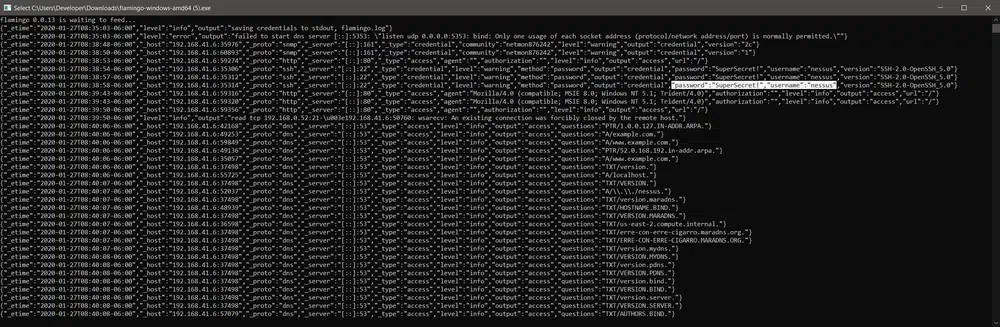 Select C:\Users\Developer\Downloads\flamingo-windows-amd64 (5).exe
flamingo 0.0.13 is waiting to feed...
{"_etime":"2020-01-27T08:35:03-06:00","level":"info","output":"saving credentials to stdout, flamingo.log"}
{"_etime":"2020-01-27T08:35:03-06:00","level":"error","output":"failed to start dns server [::]:5353: \"listen udp 0.0.0.0:5353: bind: Only one usage of each socket address (protocol/network address/port) is normally permitted.\""}
{"_etime":"2020-01-27T08:38:48-06:00","_host":"192.168.41.6:35976","_proto":"snmp","_server":"[::]:161","_type":"credential","community":"netmon876242","level":"warning","output":"credential","version":"2c"}
{"_etime":"2020-01-27T08:38:50-06:00","_host":"192.168.41.6:60893","_proto":"snmp","_server":"[::]:161","_type":"credential","community":"netmon876242","level":"warning","output":"credential","version":"1"}
{"_etime":"2020-01-27T08:38:53-06:00","_host":"192.168.41.6:59274","_proto":"http","_server":"[::]:80","_type":"access","agent":"","authorization":"","level":"info","output":"access","url":"/"}
{"_etime":"2020-01-27T08:38:54-06:00","_host":"192.168.41.6:35308","_proto":"ssh","_server":"[::]:22","_type":"credential","level":"warning","method":"password","output":"credential","password":"SuperSecret!","username":"nessus","version":"SSH-2.0-OpenSSH_5.0"}
{"_etime":"2020-01-27T08:38:57-06:00","_host":"192.168.41.6:35312","_proto":"ssh","_server":"[::]:22","_type":"credential","level":"warning","method":"password","output":"credential","password":"SuperSecret!","username":"nessus","version":"SSH-2.0-OpenSSH_5.0"}
{"_etime":"2020-01-27T08:38:58-06:00","_host":"192.168.41.6:35314","_proto":"ssh","_server":"[::]:22","_type":"credential","level":"warning","method":"password","output":"credential","password":"SuperSecret!","username":"nessus","version":"SSH-2.0-OpenSSH_5.0"}
{"_etime":"2020-01-27T08:39:43-06:00","_host":"192.168.41.6:59316","_proto":"http","_server":"[::]:80","_type":"access","agent":"Mozilla/4.0 (compatible; MSIE 8.0; Windows NT 5.1; Trident/4.0)","authorization":"","level":"info","output":"access","url":"/"}
{"_etime":"2020-01-27T08:39:43-06:00","_host":"192.168.41.6:59320","_proto":"http","_server":"[::]:80","_type":"access","agent":"Mozilla/4.0 (compatible; MSIE 8.0; Windows NT 5.1; Trident/4.0)","authorization":"","level":"info","output":"access","url":"/"}
{"_etime":"2020-01-27T08:39:43-06:00","_host":"192.168.41.6:59326","_proto":"http","_server":"[::]:80","_type":"access","agent":"","authorization":"","level":"info","output":"access","url":"/"}
{"_etime":"2020-01-27T08:39:50-06:00","level":"info","output":"read tcp 192.168.0.52:21-\u003e192.168.41.6:50760: wsarecv: An existing connection was forcibly closed by the remote host."}
{"_etime":"2020-01-27T08:40:06-06:00","_host":"192.168.41.6:42168","_proto":"dns","_server":"[::]:53","_type":"access","level":"info","output":"access","questions":"PTR/1.0.0.127.IN-ADDR.ARPA."}
{"_etime":"2020-01-27T08:40:06-06:00","_host":"192.168.41.6:49253","_proto":"dns","_server":"[::]:53","_type":"access","level":"info","output":"access","questions":"A/example.com."}
{"_etime":"2020-01-27T08:40:06-06:00","_host":"192.168.41.6:59849","_proto":"dns","_server":"[::]:53","_type":"access","level":"info","output":"access","questions":"A/www.example.com."}
{"_etime":"2020-01-27T08:40:06-06:00","_host":"192.168.41.6:49136","_proto":"dns","_server":"[::]:53","_type":"access","level":"info","output":"access","questions":"PTR/52.0.168.192.in-addr.arpa."}
{"_etime":"2020-01-27T08:40:06-06:00","_host":"192.168.41.6:35057","_proto":"dns","_server":"[::]:53","_type":"access","level":"info","output":"access","questions":"A/www.example.com."}
{"_etime":"2020-01-27T08:40:06-06:00","_host":"192.168.41.6:37498","_proto":"dns","_server":"[::]:53","_type":"access","level":"info","output":"access","questions":"TXT/version."}
{"_etime":"2020-01-27T08:40:06-06:00","_host":"192.168.41.6:55725","_proto":"dns","_server":"[::]:53","_type":"access","level":"info","output":"access","questions":"A/localhost."}
{"_etime":"2020-01-27T08:40:06-06:00","_host":"192.168.41.6:37498","_proto":"dns","_server":"[::]:53","_type":"access","level":"info","output":"access","questions":"TXT/VERSION."}
{"_etime":"2020-01-27T08:40:06-06:00","_host":"192.168.41.6:52037","_proto":"dns","_server":"[::]:53","_type":"access","level":"info","output":"access","questions":"A/\\..\\./nessus."}
{"_etime":"2020-01-27T08:40:06-06:00","_host":"192.168.41.6:37498","_proto":"dns","_server":"[::]:53","_type":"access","level":"info","output":"access","questions":"TXT/version.maradns."}
{"_etime":"2020-01-27T08:40:06-06:00","_host":"192.168.41.6:48939","_proto":"dns","_server":"[::]:53","_type":"access","level":"info","output":"access","questions":"TXT/HOSTNAME.BIND."}
{"_etime":"2020-01-27T08:40:06-06:00","_host":"192.168.41.6:37498","_proto":"dns","_server":"[::]:53","_type":"access","level":"info","output":"access","questions":"TXT/VERSION.MARADNS."}
{"_etime":"2020-01-27T08:40:06-06:00","_host":"192.168.41.6:36598","_proto":"dns","_server":"[::]:53","_type":"access","level":"info","output":"access","questions":"TXT/us-east-2.compute.internal."}
{"_etime":"2020-01-27T08:40:06-06:00","_host":"192.168.41.6:37498","_proto":"dns","_server":"[::]:53","_type":"access","level":"info","output":"access","questions":"TXT/erre-con-erre-cigarro.maradns.org."}
{"_etime":"2020-01-27T08:40:06-06:00","_host":"192.168.41.6:37498","_proto":"dns","_server":"[::]:53","_type":"access","level":"info","output":"access","questions":"TXT/ERRE-CON-ERRE-CIGARRO.MARADNS.ORG."}
{"_etime":"2020-01-27T08:40:08-06:00","_host":"192.168.41.6:37498","_proto":"dns","_server":"[::]:53","_type":"access","level":"info","output":"access","questions":"TXT/version.mydns."}
{"_etime":"2020-01-27T08:40:08-06:00","_host":"192.168.41.6:37498","_proto":"dns","_server":"[::]:53","_type":"access","level":"info","output":"access","questions":"TXT/VERSION.MYDNS."}
{"_etime":"2020-01-27T08:40:08-06:00","_host":"192.168.41.6:37498","_proto":"dns","_server":"[::]:53","_type":"access","level":"info","output":"access","questions":"TXT/version.pdns."}
{"_etime":"2020-01-27T08:40:08-06:00","_host":"192.168.41.6:37498","_proto":"dns","_server":"[::]:53","_type":"access","level":"info","output":"access","questions":"TXT/VERSION.PDNS."}
{"_etime":"2020-01-27T08:40:08-06:00","_host":"192.168.41.6:37498","_proto":"dns","_server":"[::]:53","_type":"access","level":"info","output":"access","questions":"TXT/version.bind."}
{"_etime":"2020-01-27T08:40:08-06:00","_host":"192.168.41.6:37498","_proto":"dns","_server":"[::]:53","_type":"access","level":"info","output":"access","questions":"TXT/VERSION.BIND."}
{"_etime":"2020-01-27T08:40:08-06:00","_host":"192.168.41.6:37498","_proto":"dns","_server":"[::]:53","_type":"access","level":"info","output":"access","questions":"TXT/version.server."}
{"_etime":"2020-01-27T08:40:08-06:00","_host":"192.168.41.6:37498","_proto":"dns","_server":"[::]:53","_type":"access","level":"info","output":"access","questions":"TXT/VERSION.SERVER."}
{"_etime":"2020-01-27T08:40:08-06:00","_host":"192.168.41.6:57079","_proto":"dns","_server":"[::]:53","_type":"access","level":"info","output":"access","questions":"TXT/AUTHORS.BIND."}